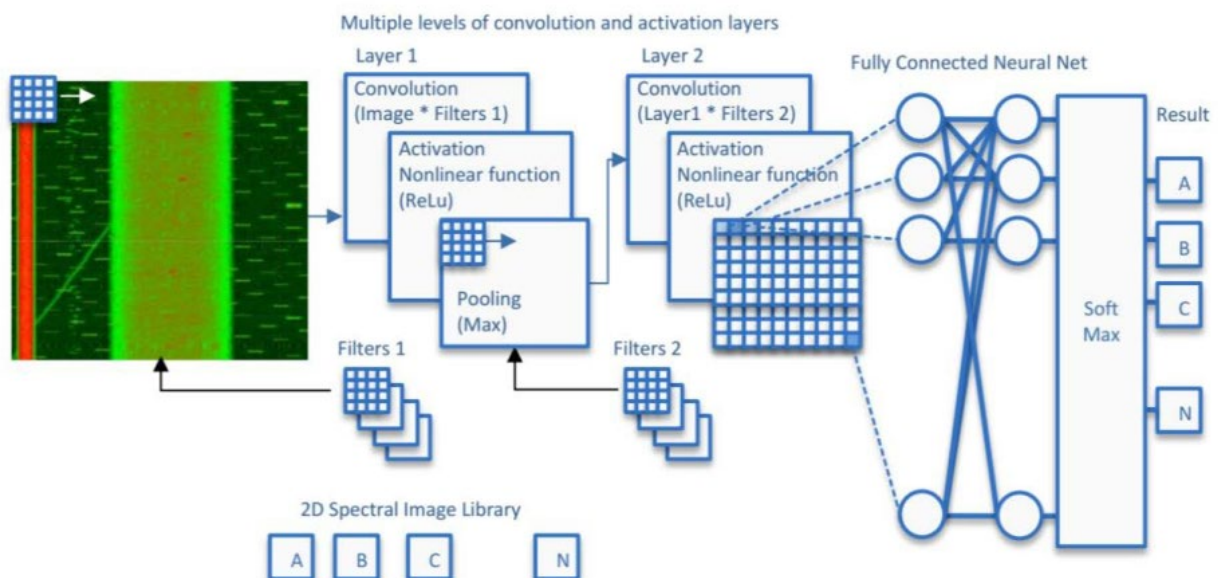 Multiple levels of convolution and activation layers
Layer 1
Convolution
(Image * Filters 1)
Activation
Nonlinear function
(ReLu)
Pooling
(Max)
Filters 1
Layer 2
Convolution
(Layer1 * Filters 2)
Activation
Nonlinear function
(ReLu)
Filters 2
Fully Connected Neural Net
Soft
Max
Result
A
B
C
N
2D Spectral Image Library
A B C N